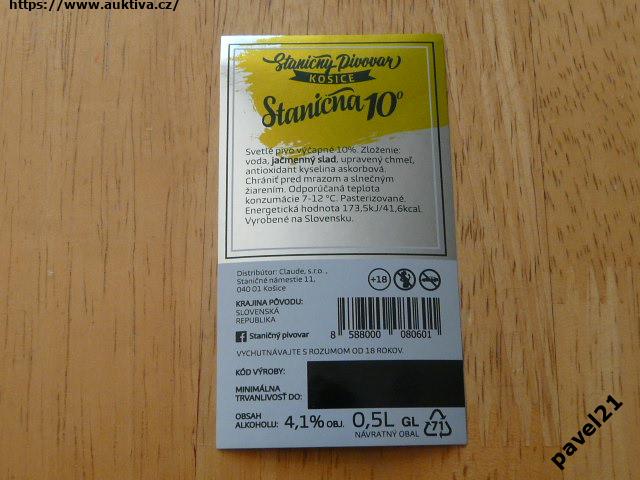 https://www.auktiva.cz/
Staničný Pivovar
KOŠICE
Staničná 10°
Svetlé pivo výčapné 10%. Zloženie:
voda, jačmenný slad, upravený chmeľ,
antioxidant kyselina askorbová.
Chrániť pred mrazom a slnečným
žiarením. Odporúčaná teplota
konzumácie 7-12 °C. Pasterizované.
Energetická hodnota 173,5kJ/41,6kcal.
Vyrobené na Slovensku.
Distribútor: Claude, s.r.o.,
Staničné námestie 11,
040 01 Košice
+18
KRAJINA PÔVODU:
SLOVENSKÁ
REPUBLIKA
Staničný pivovar
8 588000 080601
VYCHUTNÁVAJTE S ROZUMOM OD 18 ROKOV.
KÓD VÝROBY:
MINIMÁLNA
TRVANLIVOSŤ DO:
OBSAH
ALKOHOLU: 4,1% OBJ. 0,5L GL 71
NÁVRATNÝ OBAL
pavel21